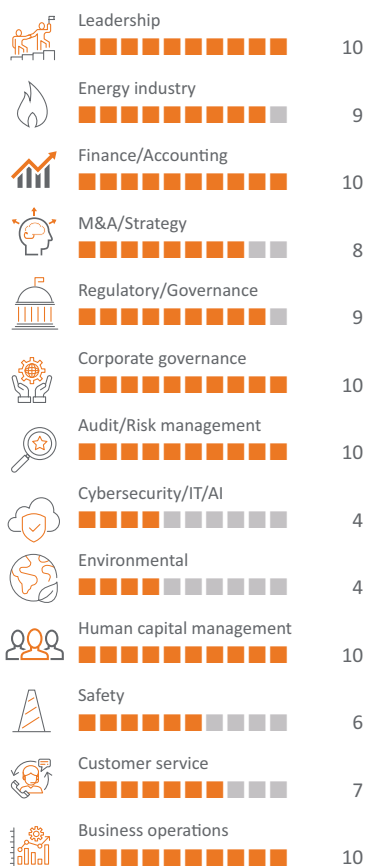 Leadership
10
Energy industry
9
Finance/Accounting
10
M&A/Strategy
8
Regulatory/Governance
9
Corporate governance
10
Audit/Risk management
10
Cybersecurity/IT/AI
4
Environmental
4
Human capital management
10
Safety
6
Customer service
7
Business operations
10